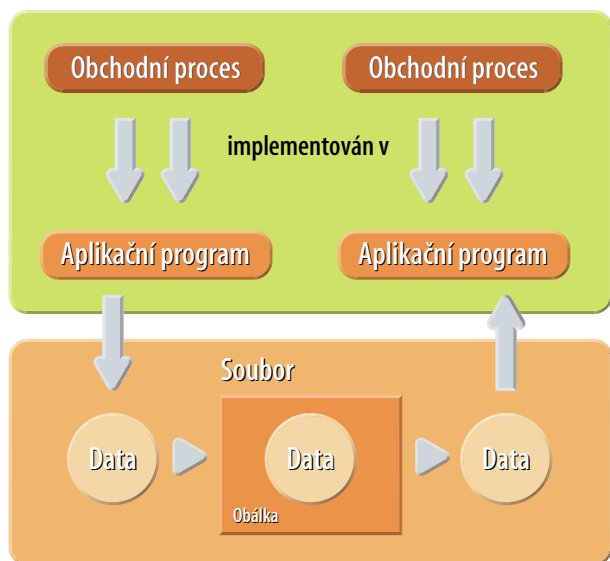 Obchodní proces
Obchodní proces
implementován v
Aplikační program
Aplikační program
Soubor
Data
Data
Data
Obálka